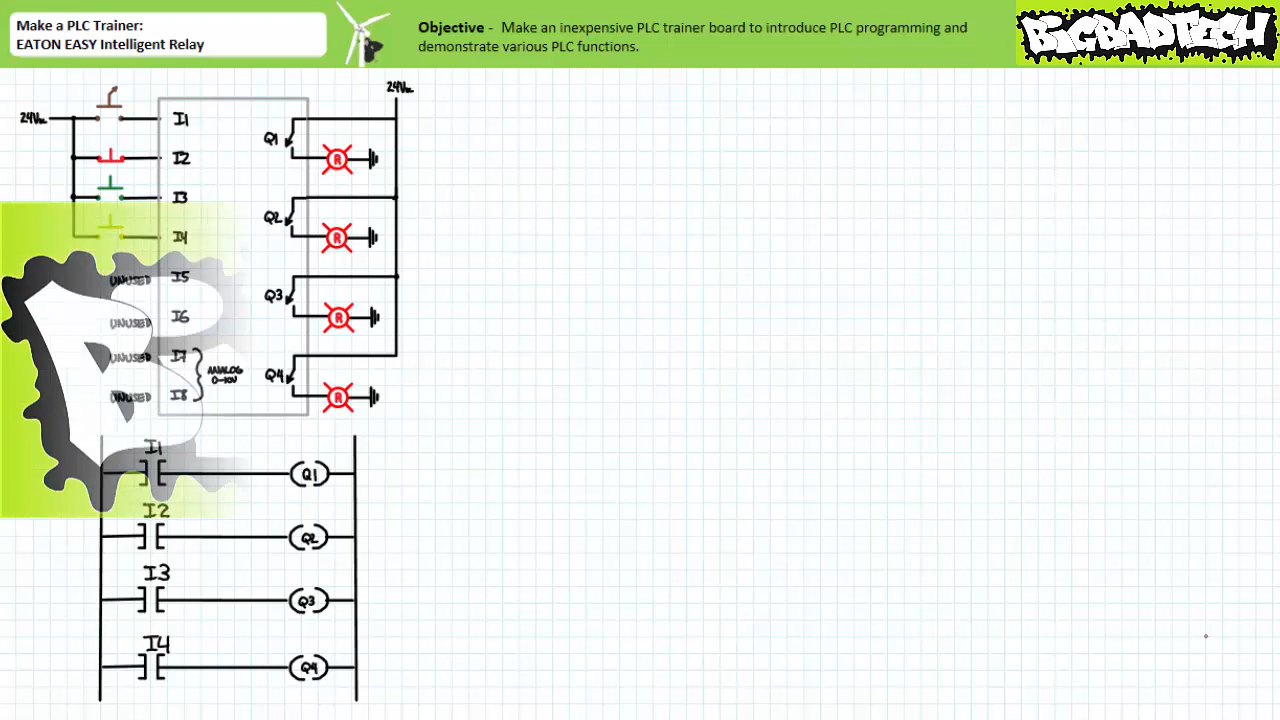 Make a PLC Trainer:
EATON EASY Intelligent Relay
Objective - Make an inexpensive PLC trainer board to introduce PLC programming and
demonstrate various PLC functions.
BIGBADTECH
24VDC
24VDC
I1
Q1
R
I2
I3
Q2
R
I4
UNUSED I5
Q3
R
UNUSED I6
UNUSED I7
ANALOG
0-10V
Q4
R
UNUSED I8
B
I1
Q1
I2
Q2
I3
Q3
I4
Q4